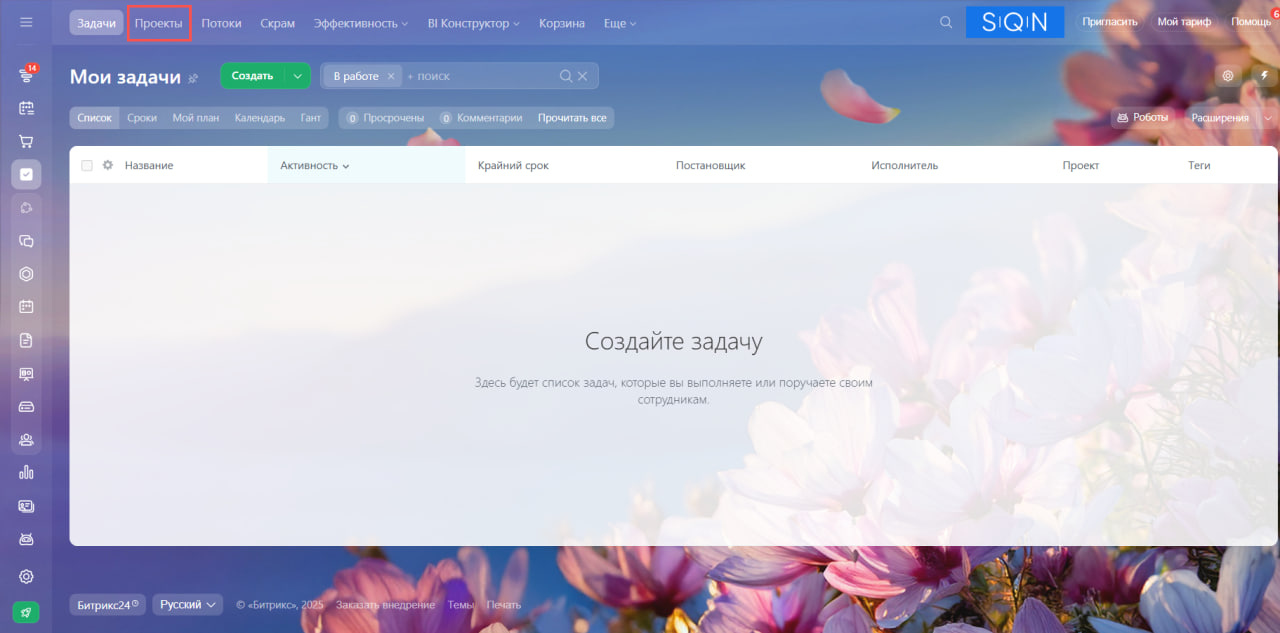 Задачи Проекты Потоки Скрам Эффективность BI Конструктор Корзина Еще SIQIN Пригласить Мой тариф Помощь 6
14
Мои задачи Создать В работе × + поиск
Список Сроки Мой план Календарь Гант 0 Просрочены 0 Комментарии Прочитать все Роботы Расширения
Название Активность Крайний срок Постановщик Исполнитель Проект Теги
Создайте задачу
Здесь будет список задач, которые вы выполняете или поручаете своим
сотрудникам.
Битрикс24 Русский © «Битрикс», 2025 Заказать внедрение Темы Печать